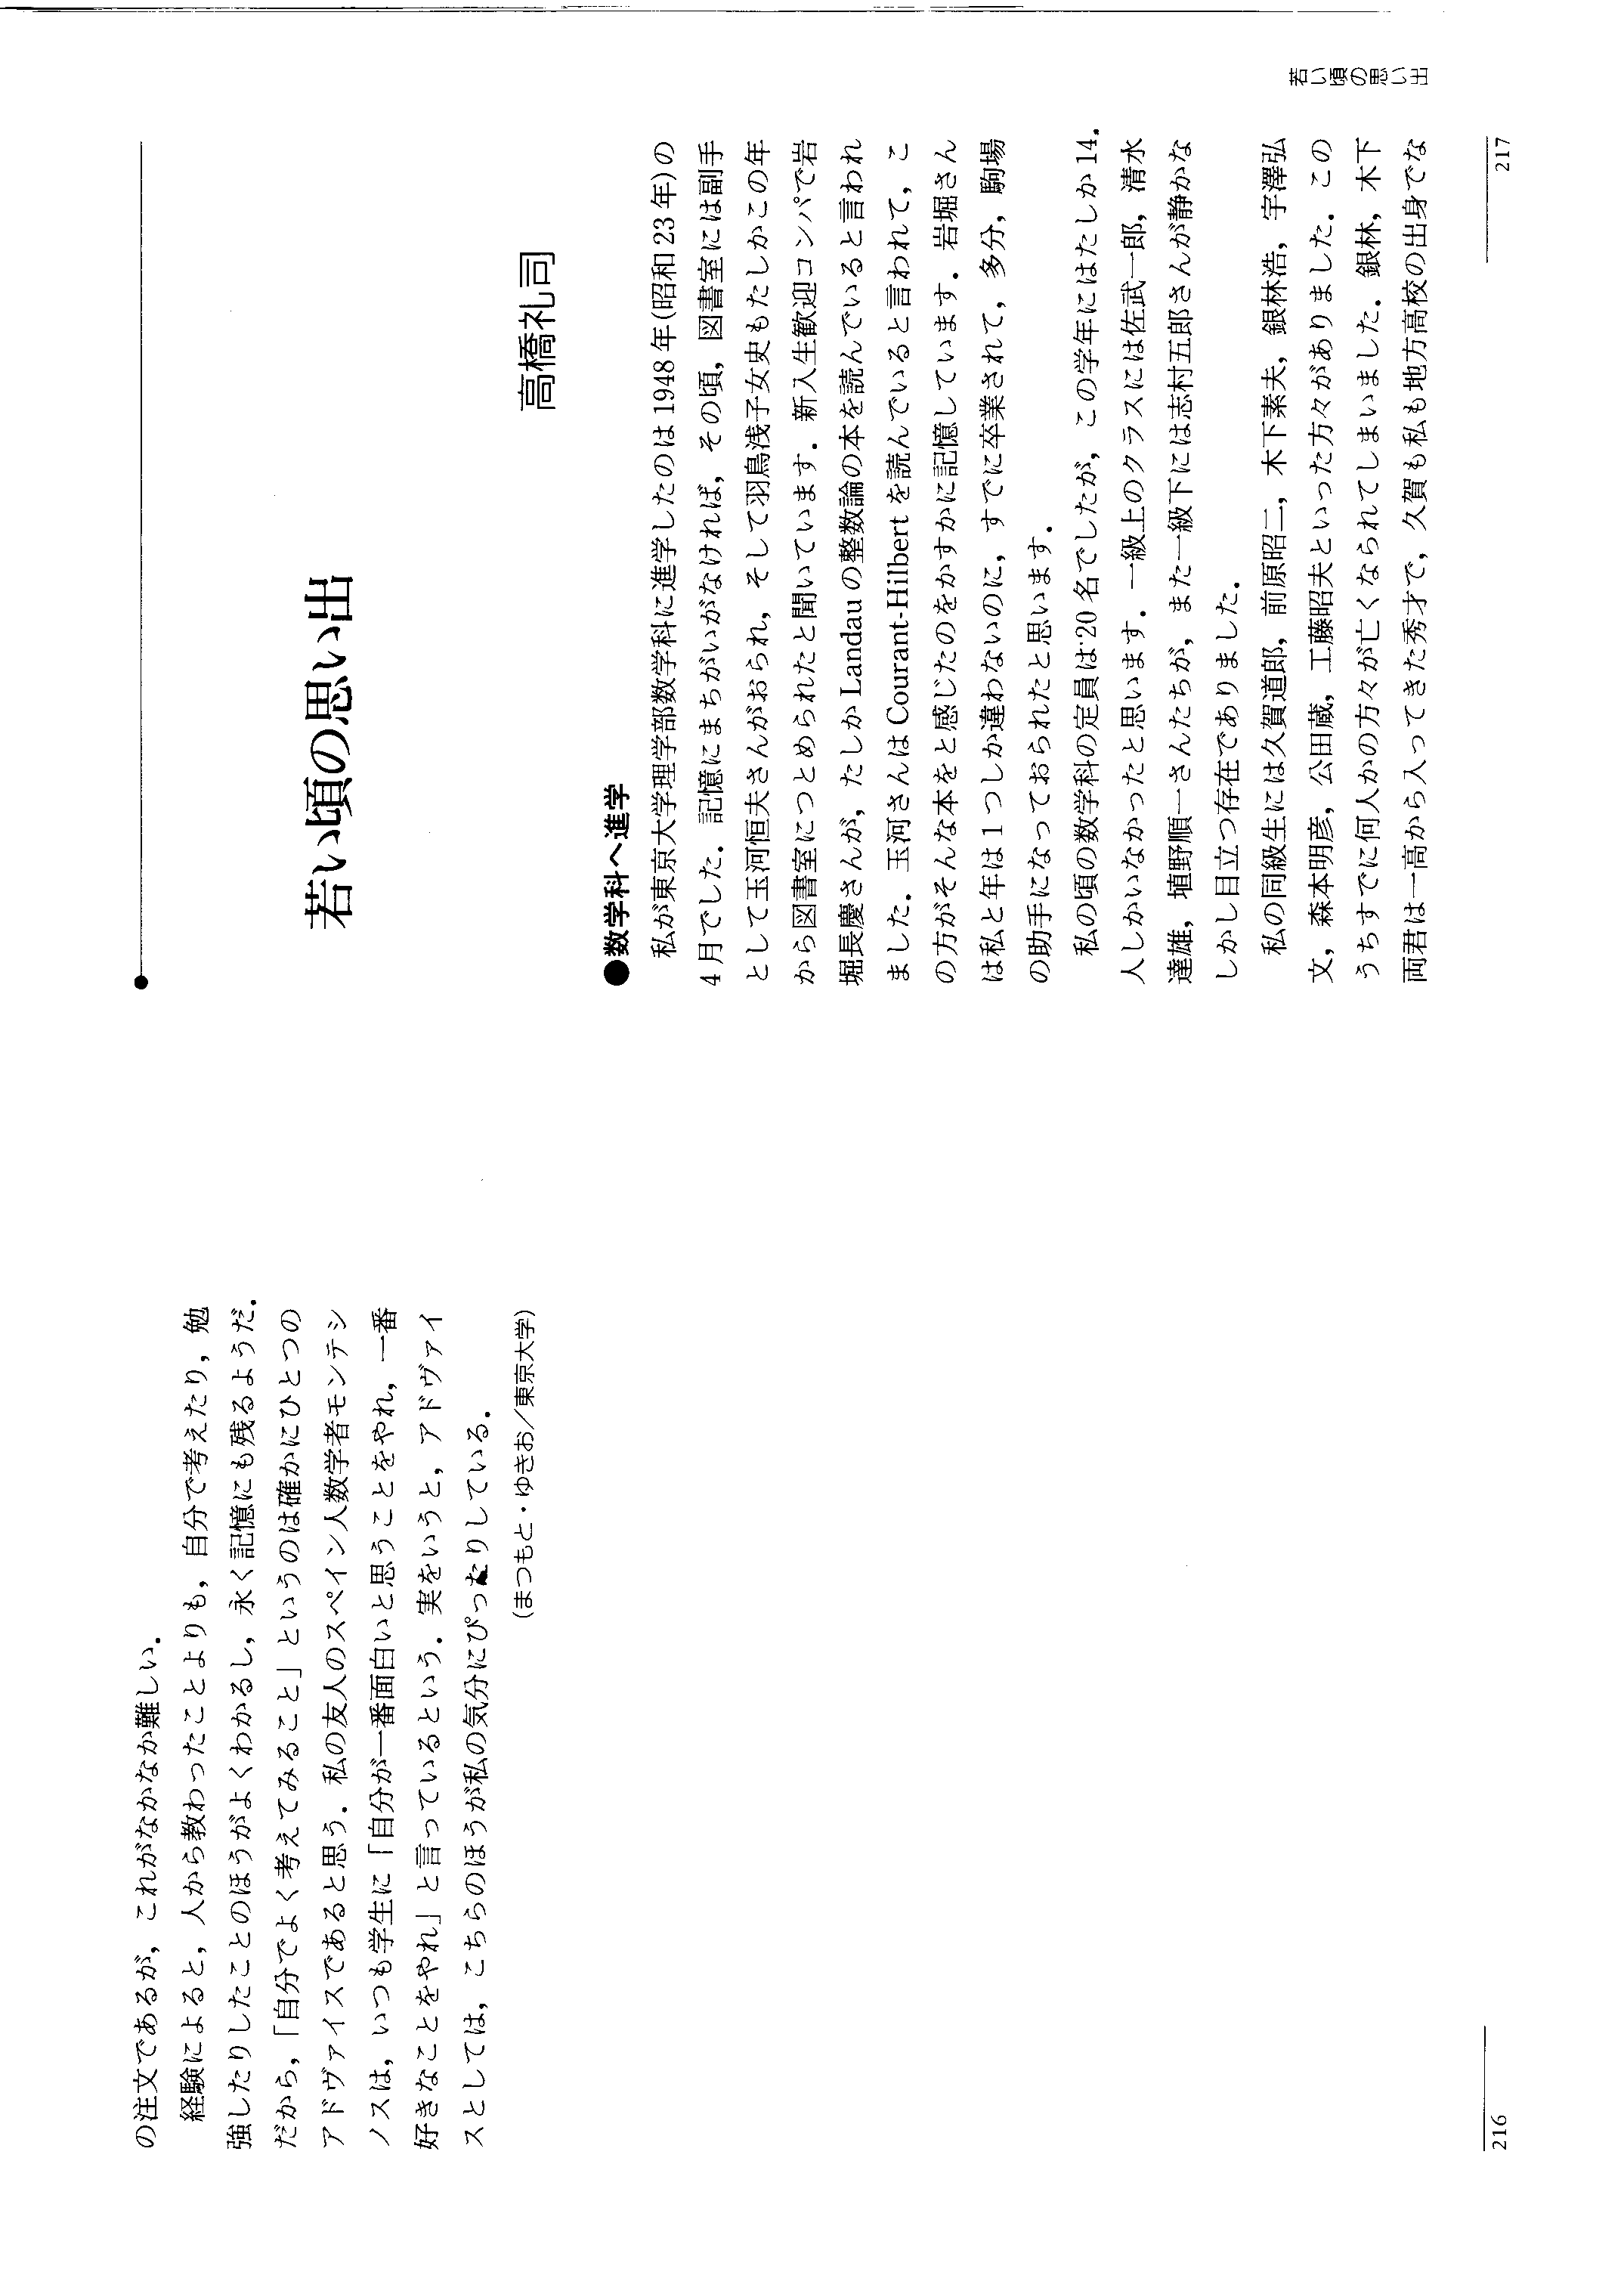 の注文であるが，これがなかなか難しい．
経験によると，人から教わったことよりも，自分で考えたり，勉
強したりしたことのほうがよくわかるし，永く記憶にも残るようだ．
だから，「自分でよく考えてみること」というのは確かにひとつの
アドヴァイスであると思う．私の友人のスペイン人数学者モンテシ
ノスは，いつも学生に「自分が一番面白いと思うことをやれ，一番
好きなことをやれ」と言っているという．実をいうと，アドヴァイ
スとしては，こちらのほうが私の気分にぴったりしている．
(まつもと・ゆきお／東京大学)
216
若い頃の思い出
高橋礼司
●数学科へ進学
私が東京大学理学部数学科に進学したのは1948年(昭和23年)の
4月でした．記憶にまちがいがなければ，その頃，図書室には副手
として玉河恒夫さんがおられ，そして羽鳥浅子女史もたしかこの年
から図書室につとめられたと聞いています．新入生歓迎コンパで岩
堀長慶さんが，たしかLandauの整数論の本を読んでいると言われ
ました．玉河さんはCourant-Hilbertを読んでいると言われて，こ
の方がそんな本をと感じたのをかすかに記憶しています．岩堀さん
は私と年は1つしか違わないのに，すでに卒業されて，多分，駒場
の助手になっておられたと思います．
私の頃の数学科の定員は20名でしたが，この学年にはたしか14，
人しかいなかったと思います．一級上のクラスには佐武一郎，清水
達雄，埴野順一さんたちが，また一級下には志村五郎さんが静かな
しかし目立つ存在でありました．
私の同級生には久賀道郎，前原昭二，木下素夫，銀林浩，宇澤弘
文，森本明彦，公田蔵，工藤昭夫といった方々がありました．この
うちすでに何人かの方々が亡くなられてしまいました．銀林，木下
両君は一高から入ってきた秀才で，久賀も私も地方高校の出身でな
若い頃の思い出
217